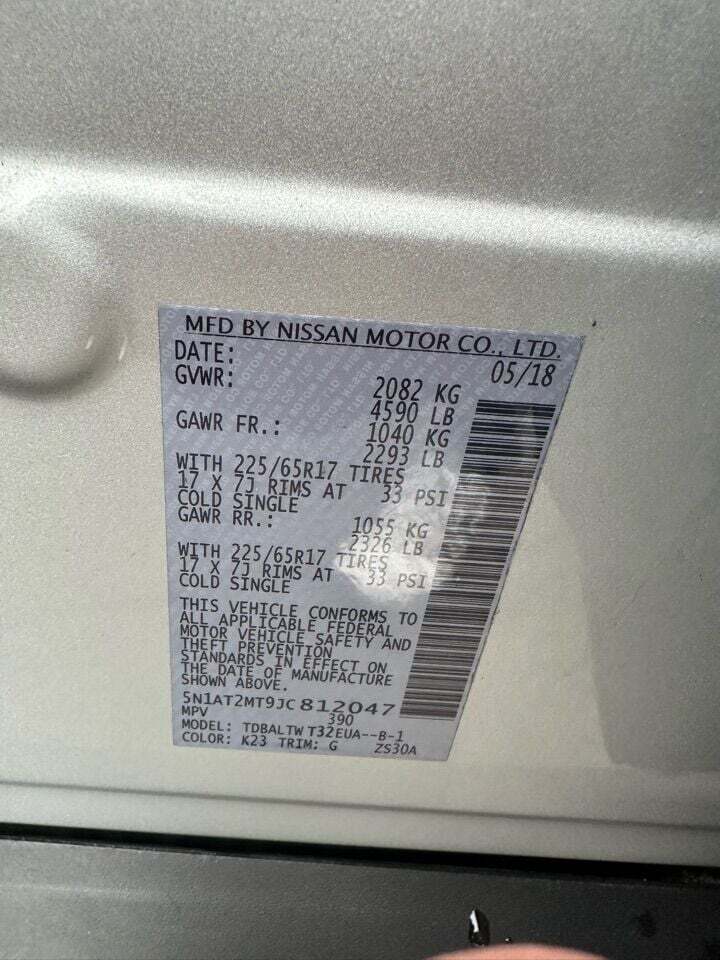 MFD BY NISSAN MOTOR CO., LTD.
DATE: 05/18
GVWR: 2082 KG
4590 LB
GAWR FR.: 1040 KG
2293 LB
WITH 225/65R17 TIRES
17 X 7J RIMS AT 33 PSI
COLD SINGLE
GAWR RR.: 1055 KG
2326 LB
WITH 225/65R17 TIRES
17 X 7J RIMS AT 33 PSI
COLD SINGLE
THIS VEHICLE CONFORMS TO
ALL APPLICABLE FEDERAL
MOTOR VEHICLE SAFETY AND
THEFT PREVENTION
STANDARDS IN EFFECT ON
THE DATE OF MANUFACTURE
SHOWN ABOVE.
5N1AT2MT9JC812047
MPV 390
MODEL: TDBALTW T32EUA--B-1
COLOR: K23 TRIM: G ZS30A